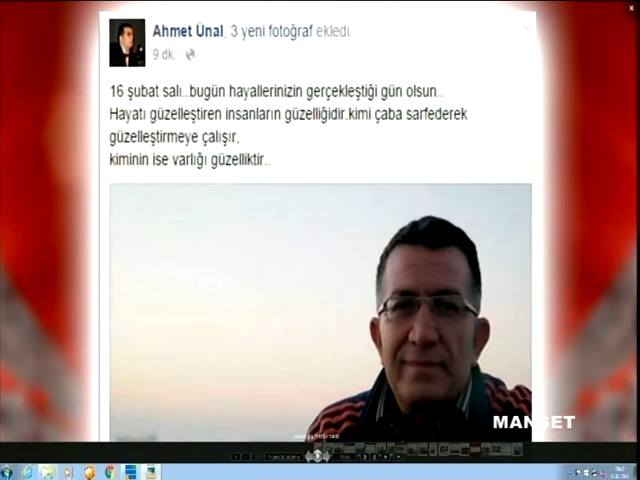 Ahmet Ünal, 3 yeni fotoğraf ekledi.
9 dk.
16 şubat salı..bugün hayallerinizin gerçekleştiği gün olsun..
Hayatı güzelleştiren insanların güzelliğidir.kimi çaba sarfederek
güzelleştirmeye çalışır,
kiminin ise varlığı güzelliktir..
MANŞET